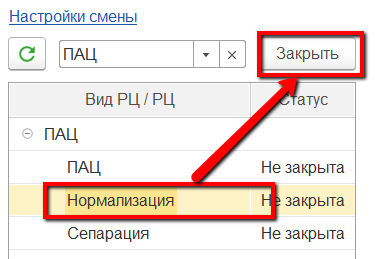 Настройки смены
ПАЦ Закрыть
Вид РЦ / РЦ Статус
ПАЦ
ПАЦ Не закрыта
Нормализация Не закрыта
Сепарация Не закрыта